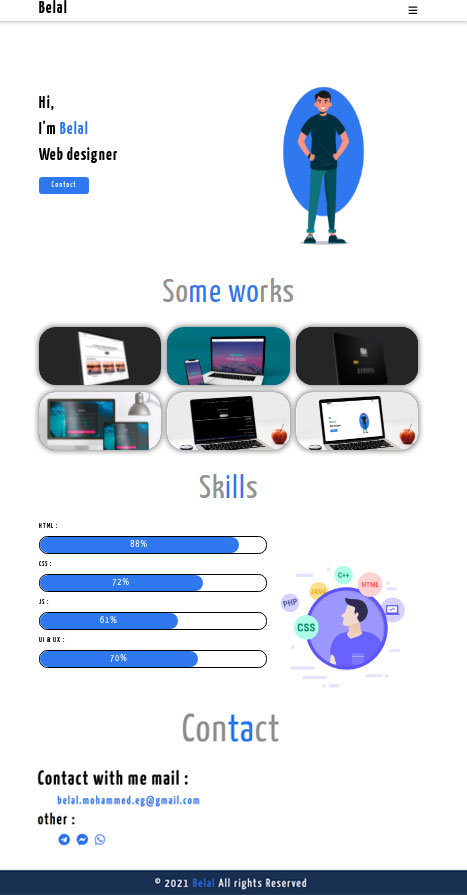 Belal
Hi,
I'm Belal
Web designer
Contact
Some works
Skills
HTML :
88%
CSS :
72%
JS :
61%
UI & UX :
70%
C++
JAVA
HTML
PHP
CSS
Contact
Contact with me mail :
belal.mohammed.eg@gmail.com
other :
© 2021 Belal All rights Reserved